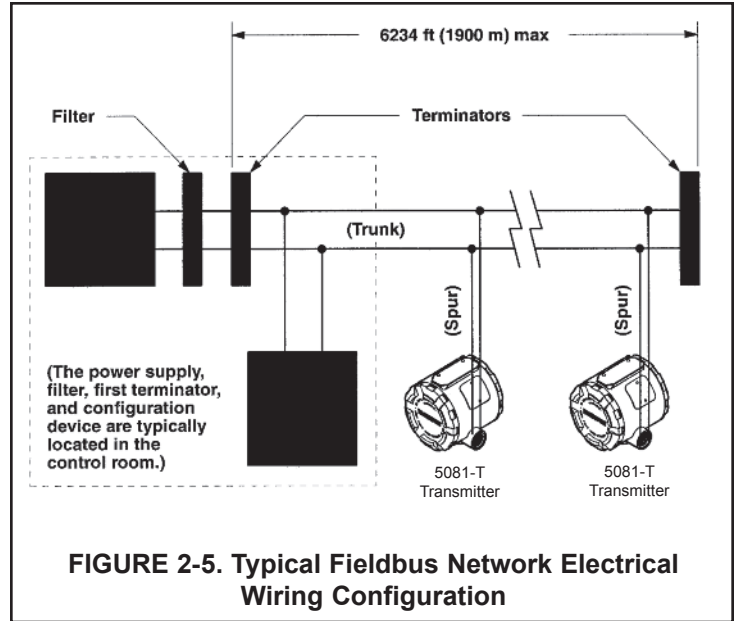 6234 ft (1900 m) max
Filter
Terminators
(Trunk)
(Spur)
(Spur)
(The power supply,
filter, first terminator,
and configuration
device are typically
located in the
control room.)
5081-T
Transmitter
5081-T
Transmitter
FIGURE 2-5. Typical Fieldbus Network Electrical
Wiring Configuration